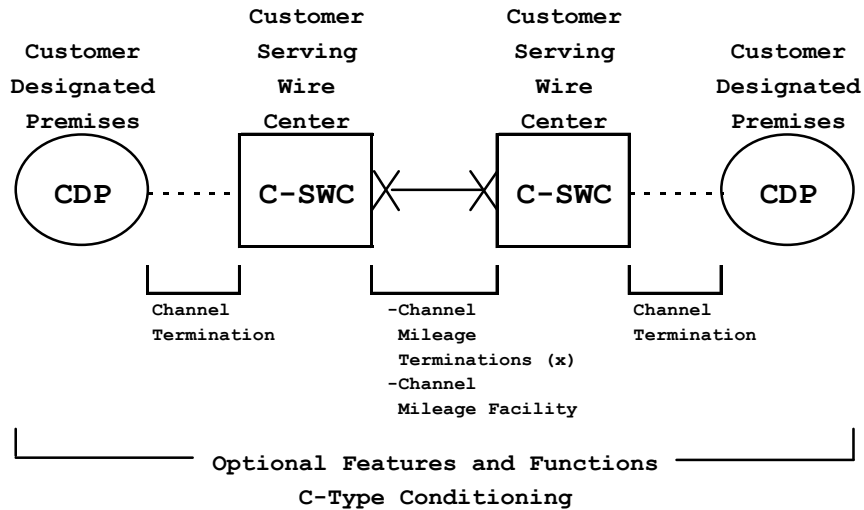 Customer
Designated
Premises
Customer
Serving
Wire
Center
Customer
Serving
Wire
Center
Customer
Designated
Premises
CDP
C-SWC
C-SWC
CDP
Channel
Termination
-Channel
Mileage
Terminations (x)
-Channel
Mileage Facility
Channel
Termination
Optional Features and Functions
C-Type Conditioning